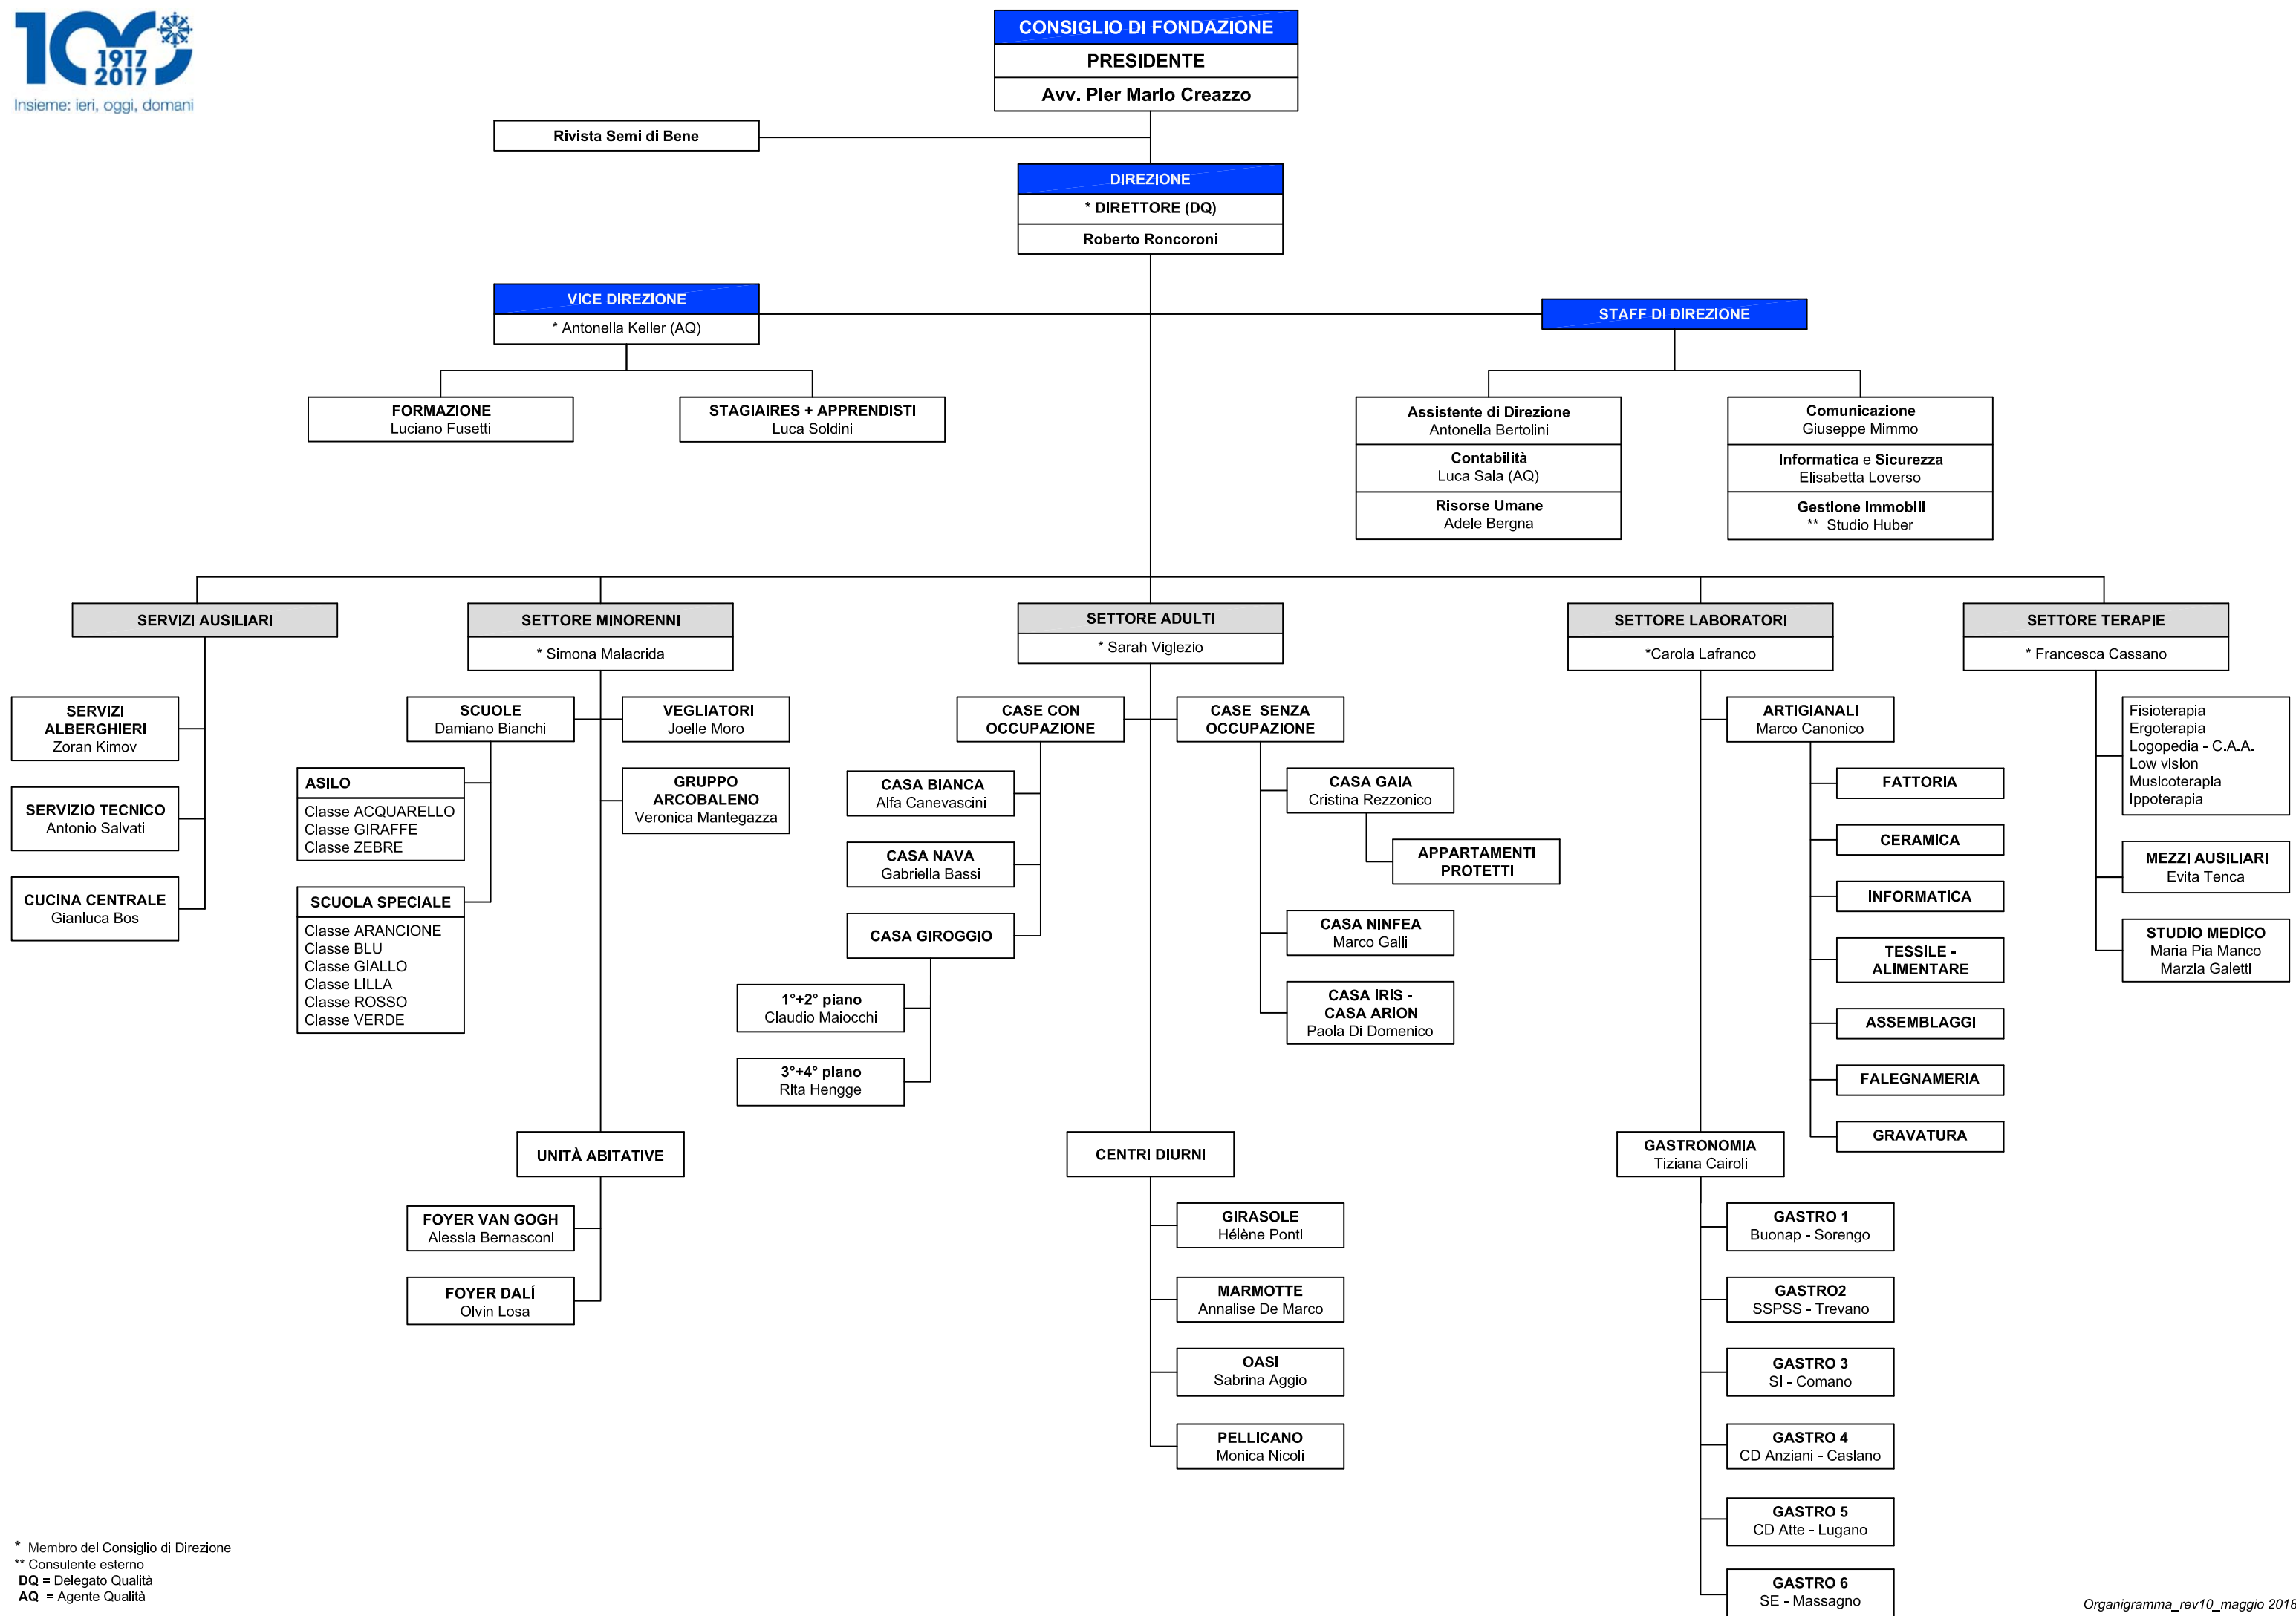 100
1917
2017
Insieme: ieri, oggi, domani
CONSIGLIO DI FONDAZIONE
PRESIDENTE
Avv. Pier Mario Creazzo
Rivista Semi di Bene
DIREZIONE
* DIRETTORE (DQ)
Roberto Roncoroni
VICE DIREZIONE
* Antonella Keller (AQ)
STAFF DI DIREZIONE
FORMAZIONE
Luciano Fusetti
STAGIAIRES + APPRENDISTI
Luca Soldini
Assistente di Direzione
Antonella Bertolini
Contabilità
Luca Sala (AQ)
Risorse Umane
Adele Bergna
Comunicazione
Giuseppe Mimmo
Informatica e Sicurezza
Elisabetta Loverso
Gestione Immobili
** Studio Huber
SERVIZI AUSILIARI
SERVIZI
ALBERGHIERI
Zoran Kimov
SERVIZIO TECNICO
Antonio Salvati
CUCINA CENTRALE
Gianluca Bos
SETTORE MINORENNI
* Simona Malacrida
SCUOLE
Damiano Bianchi
VEGLIATORI
Joelle Moro
ASILO
Classe ACQUARELLO
Classe GIRAFFE
Classe ZEBRE
GRUPPO
ARCOBALENO
Veronica Mantegazza
SCUOLA SPECIALE
Classe ARANCIONE
Classe BLU
Classe GIALLO
Classe LILLA
Classe ROSSO
Classe VERDE
UNITÀ ABITATIVE
FOYER VAN GOGH
Alessia Bernasconi
FOYER DALÍ
Olvin Losa
SETTORE ADULTI
* Sarah Viglezio
CASE CON
OCCUPAZIONE
CASA BIANCA
Alfa Canevascini
CASA NAVA
Gabriella Bassi
CASA GIROGGIO
1°+2° piano
Claudio Maiocchi
3°+4° piano
Rita Hengge
CASE SENZA
OCCUPAZIONE
CASA GAIA
Cristina Rezzonico
APPARTAMENTI
PROTETTI
CASA NINFEA
Marco Galli
CASA IRIS -
CASA ARION
Paola Di Domenico
CENTRI DIURNI
GIRASOLE
Hélène Ponti
MARMOTTE
Annalise De Marco
OASI
Sabrina Aggio
PELLICANO
Monica Nicoli
SETTORE LABORATORI
*Carola Lafranco
ARTIGIANALI
Marco Canonico
FATTORIA
CERAMICA
INFORMATICA
TESSILE -
ALIMENTARE
ASSEMBLAGGI
FALEGNAMERIA
GRAVATURA
GASTRONOMIA
Tiziana Cairoli
GASTRO 1
Buonap - Sorengo
GASTRO2
SSPSS - Trevano
GASTRO 3
SI - Comano
GASTRO 4
CD Anziani - Caslano
GASTRO 5
CD Atte - Lugano
GASTRO 6
SE - Massagno
SETTORE TERAPIE
* Francesca Cassano
Fisioterapia
Ergoterapia
Logopedia - C.A.A.
Low vision
Musicoterapia
Ippoterapia
MEZZI AUSILIARI
Evita Tenca
STUDIO MEDICO
Maria Pia Manco
Marzia Galetti
* Membro del Consiglio di Direzione
** Consulente esterno
DQ = Delegato Qualità
AQ = Agente Qualità
Organigramma_rev10_maggio 2018